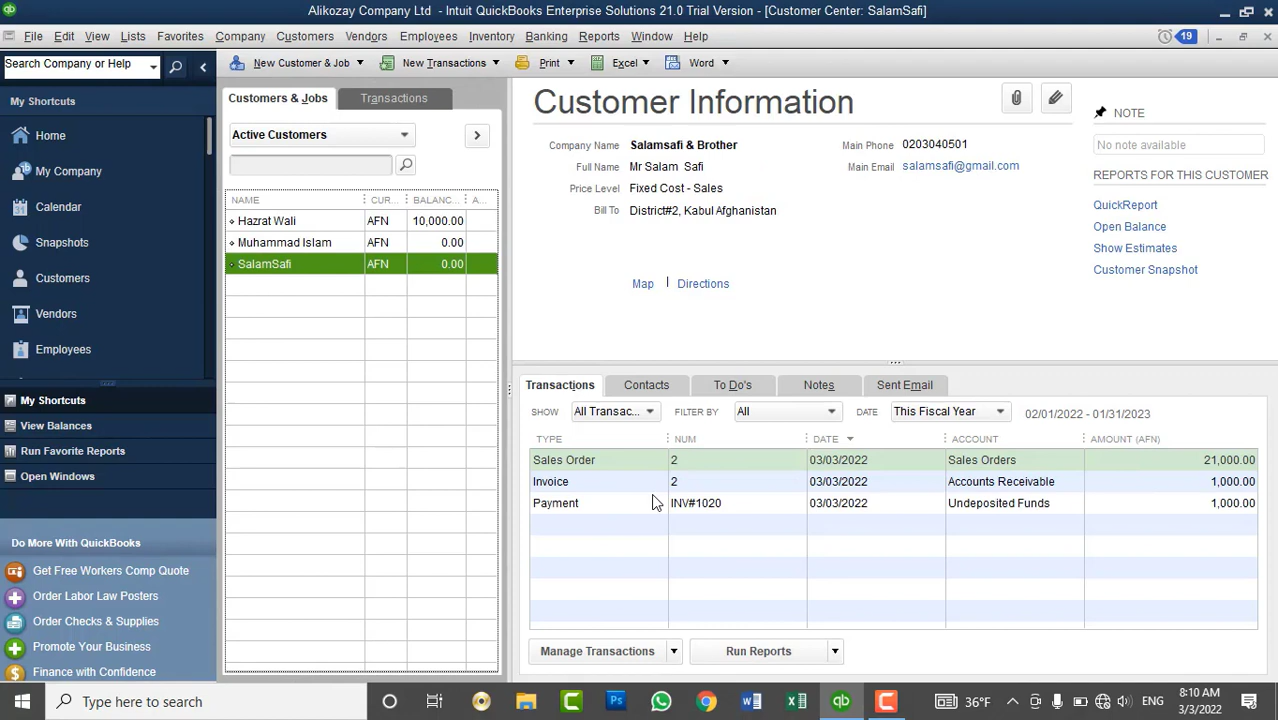 Alikozay Company Ltd - Intuit QuickBooks Enterprise Solutions 21.0 Trial Version - [Customer Center: SalamSafi]
File Edit View Lists Favorites Company Customers Vendors Employees Inventory Banking Reports Window Help 19
Search Company or Help
New Customer & Job New Transactions Print Excel Word
My Shortcuts
Home
My Company
Calendar
Snapshots
Customers
Vendors
Employees
My Shortcuts
View Balances
Run Favorite Reports
Open Windows
Do More With QuickBooks
Get Free Workers Comp Quote
Order Labor Law Posters
Order Checks & Supplies
Promote Your Business
Finance with Confidence
Customers & Jobs Transactions
Active Customers
NAME CUR... BALANC... A...
Hazrat Wali AFN 10,000.00
Muhammad Islam AFN 0.00
SalamSafi AFN 0.00
Customer Information
Company Name Salamsafi & Brother
Full Name Mr Salam Safi
Price Level Fixed Cost - Sales
Bill To District#2, Kabul Afghanistan
Main Phone 0203040501
Main Email salamsafi@gmail.com
Map Directions
NOTE
No note available
REPORTS FOR THIS CUSTOMER
QuickReport
Open Balance
Show Estimates
Customer Snapshot
Transactions Contacts To Do's Notes Sent Email
SHOW All Transac... FILTER BY All DATE This Fiscal Year 02/01/2022 - 01/31/2023
TYPE NUM DATE ACCOUNT AMOUNT (AFN)
Sales Order 2 03/03/2022 Sales Orders 21,000.00
Invoice 2 03/03/2022 Accounts Receivable 1,000.00
Payment INV#1020 03/03/2022 Undeposited Funds 1,000.00
Manage Transactions Run Reports
Type here to search 36°F ENG 8:10 AM
3/3/2022